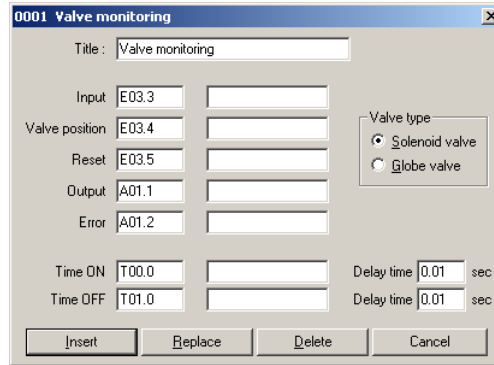 0001 Valve monitoring
Title : Valve monitoring
Input E03.3
Valve position E03.4
Reset E03.5
Output A01.1
Error A01.2
Valve type
Solenoid valve
Globe valve
Time ON T00.0 Delay time 0.01 sec
Time OFF T01.0 Delay time 0.01 sec
Insert Replace Delete Cancel